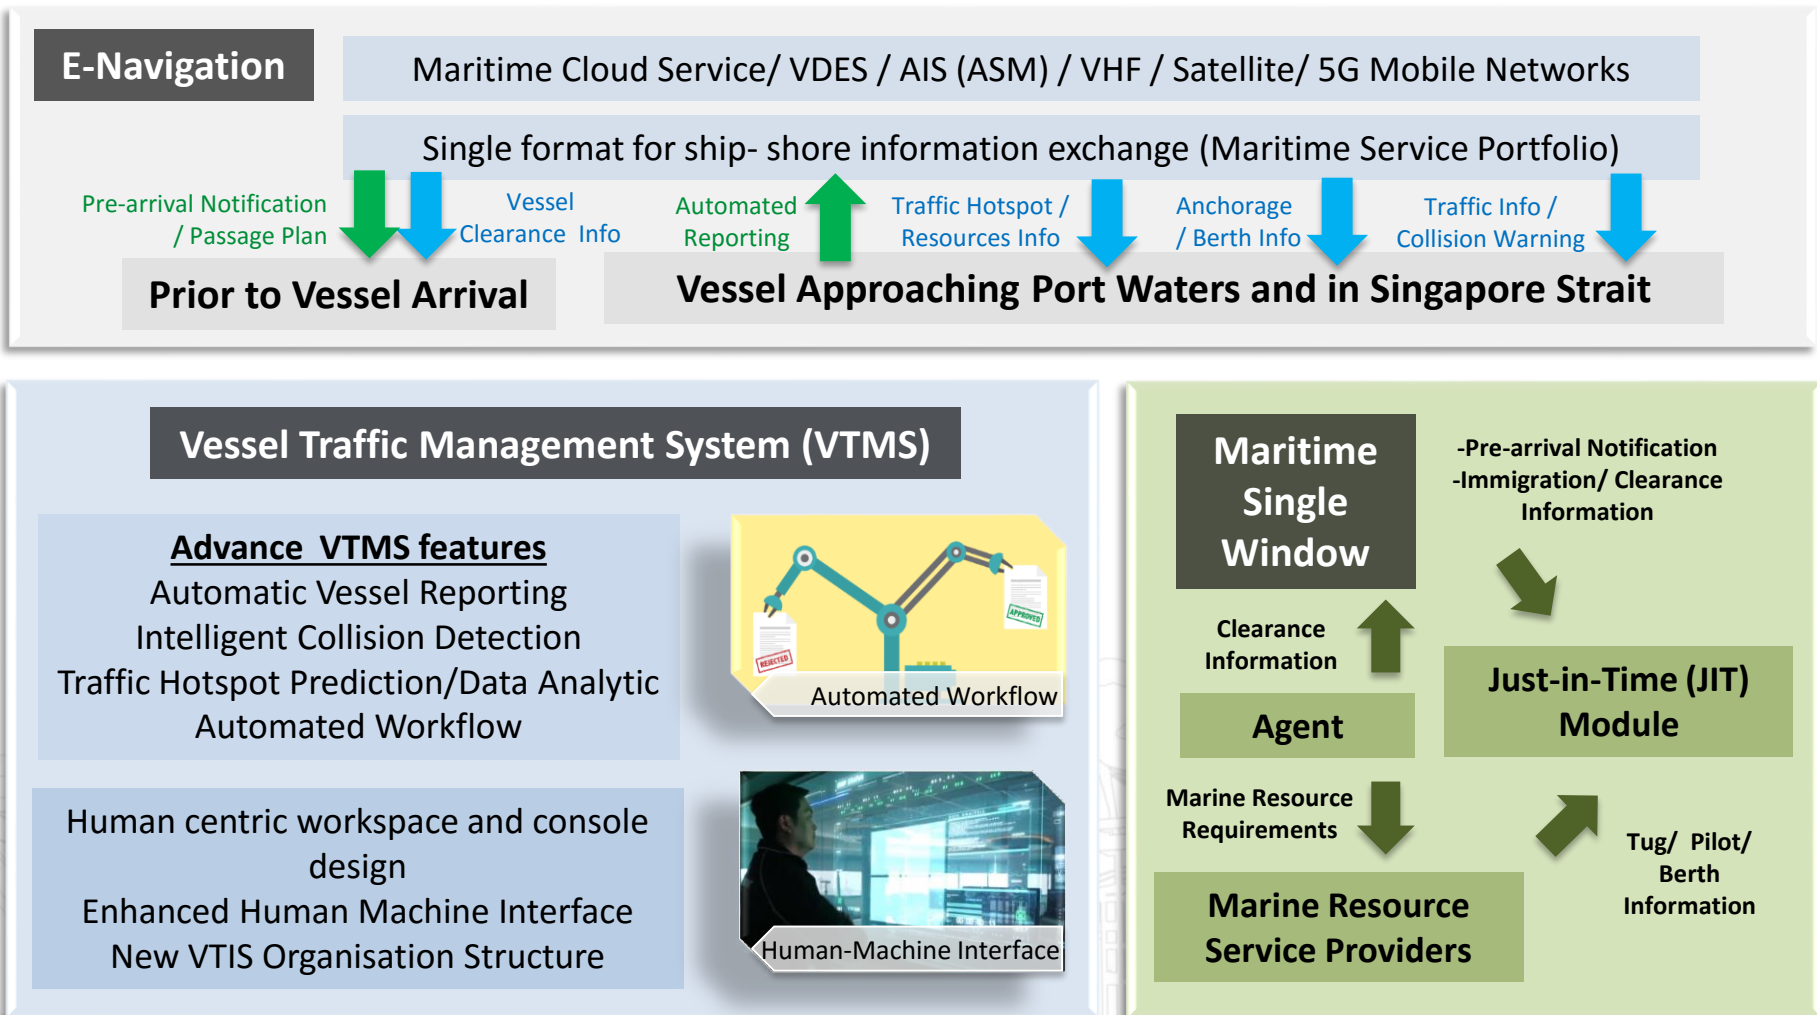 E-Navigation
Maritime Cloud Service/ VDES / AIS (ASM) / VHF / Satellite/ 5G Mobile Networks
Single format for ship- shore information exchange (Maritime Service Portfolio)
Pre-arrival Notification
/ Passage Plan
Vessel
Clearance Info
Automated
Reporting
Traffic Hotspot /
Resources Info
Anchorage
/ Berth Info
Traffic Info /
Collision Warning
Prior to Vessel Arrival
Vessel Approaching Port Waters and in Singapore Strait
Vessel Traffic Management System (VTMS)
Advance VTMS features
Automatic Vessel Reporting
Intelligent Collision Detection
Traffic Hotspot Prediction/Data Analytic
Automated Workflow
REJECTED
APPROVED
Automated Workflow
Human centric workspace and console
design
Enhanced Human Machine Interface
New VTIS Organisation Structure
Human-Machine Interface
Maritime
Single
Window
-Pre-arrival Notification
-Immigration/ Clearance
Information
Clearance
Information
Just-in-Time (JIT)
Module
Agent
Marine Resource
Requirements
Tug/ Pilot/
Berth
Information
Marine Resource
Service Providers